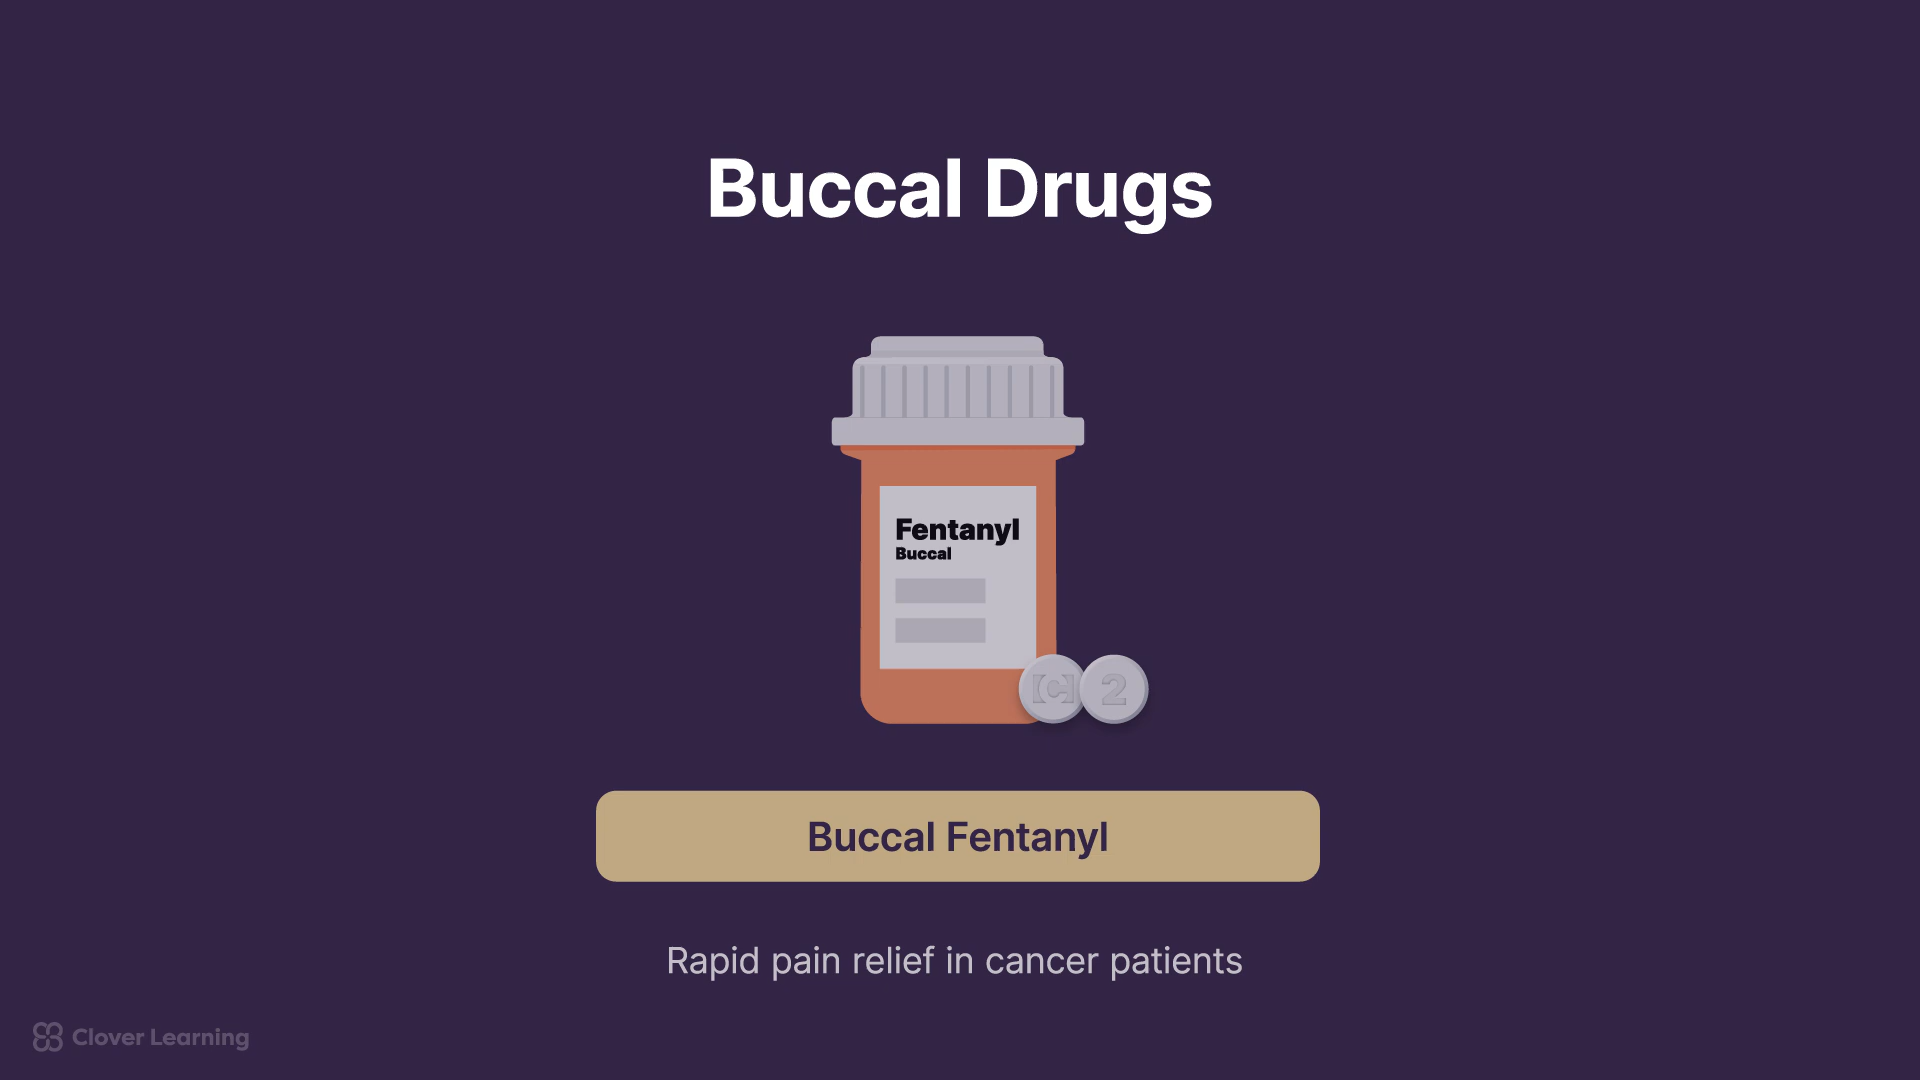 Buccal Drugs
Fentanyl
Buccal
C 2
Buccal Fentanyl
Rapid pain relief in cancer patients
Clover Learning